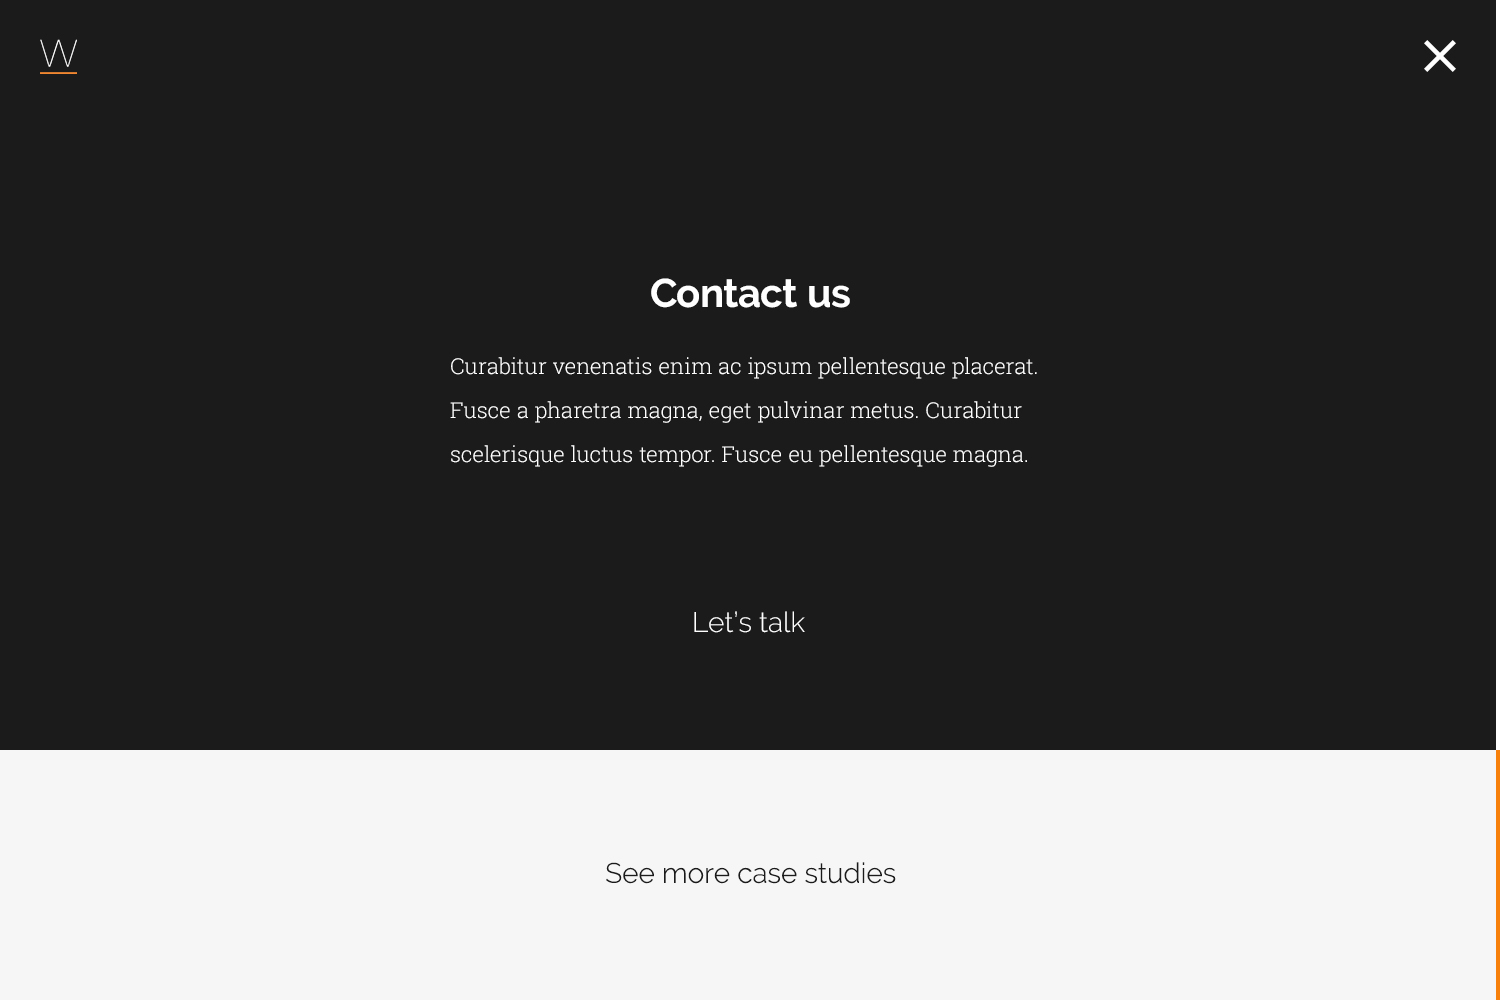 W
Contact us
Curabitur venenatis enim ac ipsum pellentesque placerat.
Fusce a pharetra magna, eget pulvinar metus. Curabitur
scelerisque luctus tempor. Fusce eu pellentesque magna.
Let’s talk
See more case studies